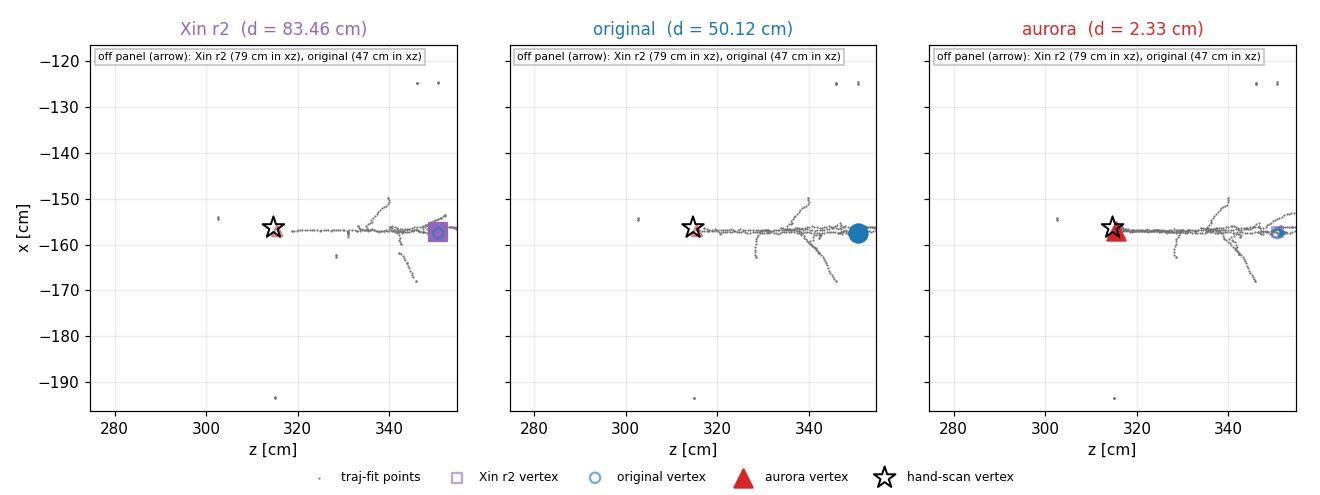 Xin r2 (d = 83.46 cm)
original (d = 50.12 cm)
aurora (d = 2.33 cm)
off panel (arrow): Xin r2 (79 cm in xz), original (47 cm in xz)
off panel (arrow): Xin r2 (79 cm in xz), original (47 cm in xz)
off panel (arrow): Xin r2 (79 cm in xz), original (47 cm in xz)
−120
−130
−140
−150
−160
−170
−180
−190
x [cm]
280 300 320 340
280 300 320 340
280 300 320 340
z [cm]
z [cm]
z [cm]
traj-fit points
Xin r2 vertex
original vertex
aurora vertex
hand-scan vertex